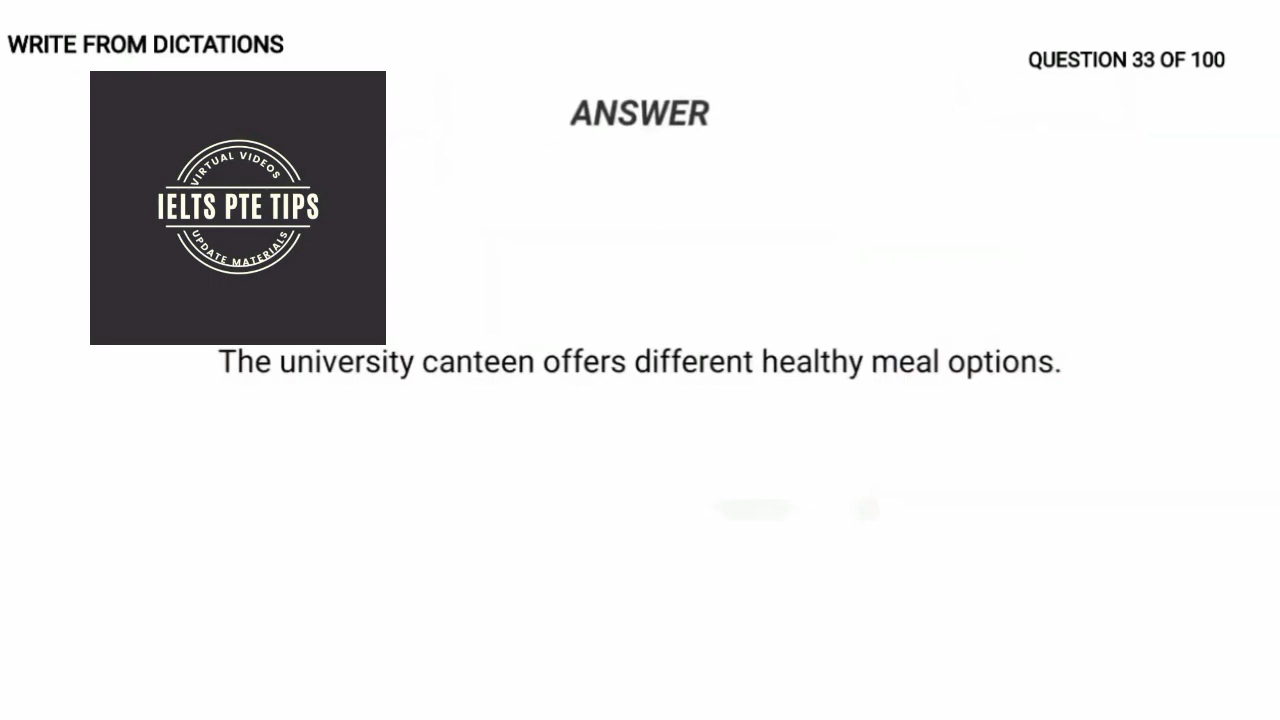 WRITE FROM DICTATIONS
QUESTION 33 OF 100
ANSWER
VIRTUAL VIDEOS
IELTS PTE TIPS
UPDATE MATERIALS
The university canteen offers different healthy meal options.